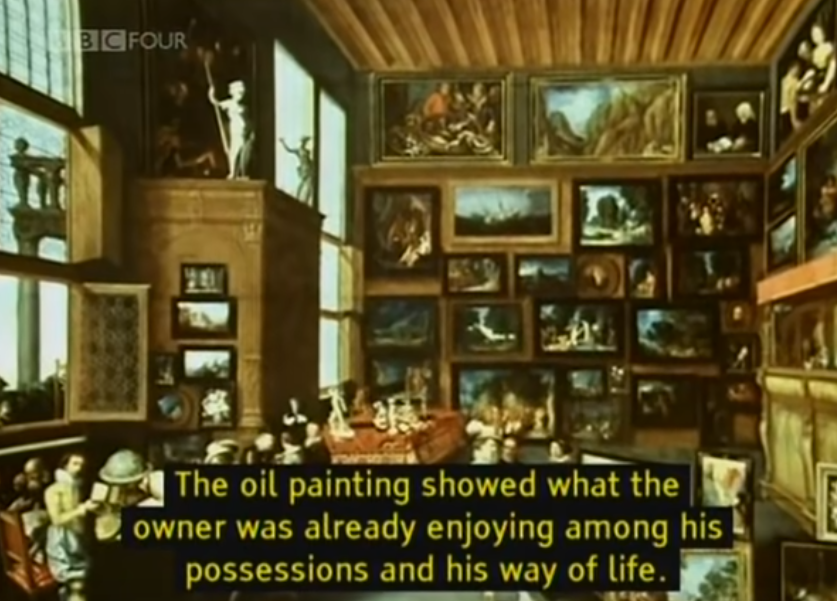 BBC FOUR
The oil painting showed what the
owner was already enjoying among his
possessions and his way of life.